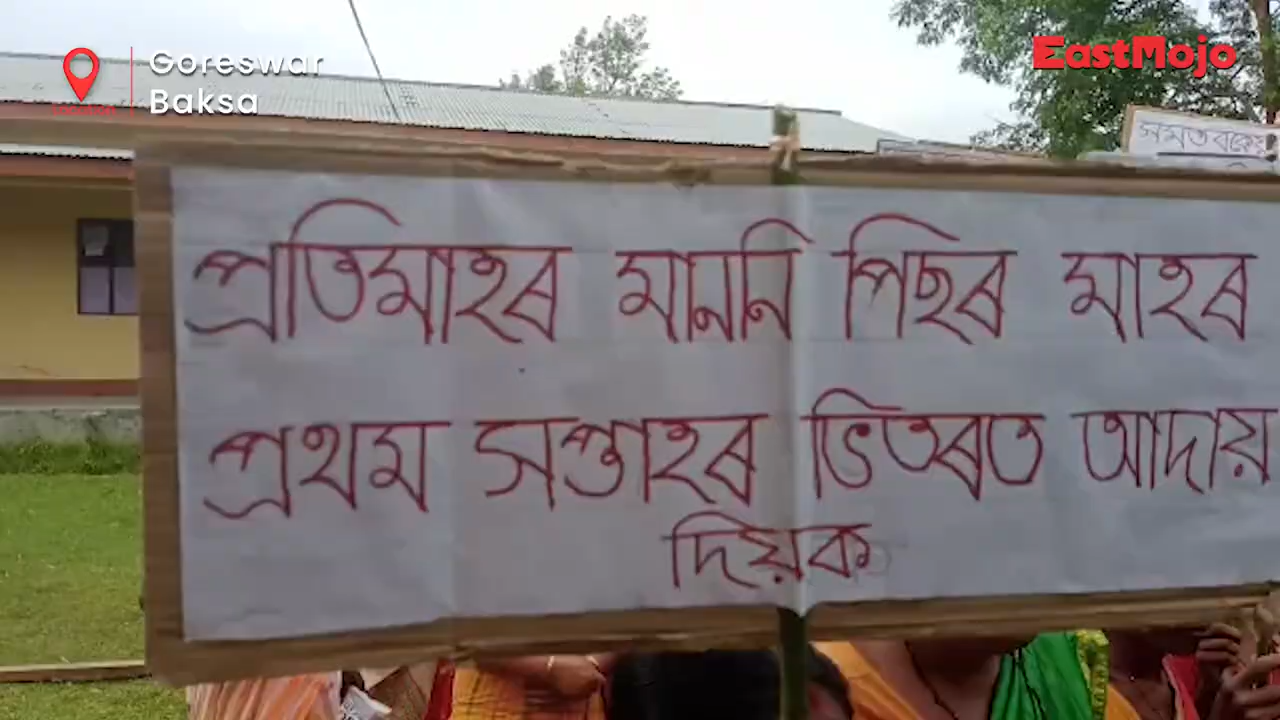 Goreswar
Baksa
EastMojo
প্ৰতিমাহৰ মাননি পিছৰ মাহৰ
প্ৰথম সপ্তাহৰ ভিতৰত আদায়
দিয়ক